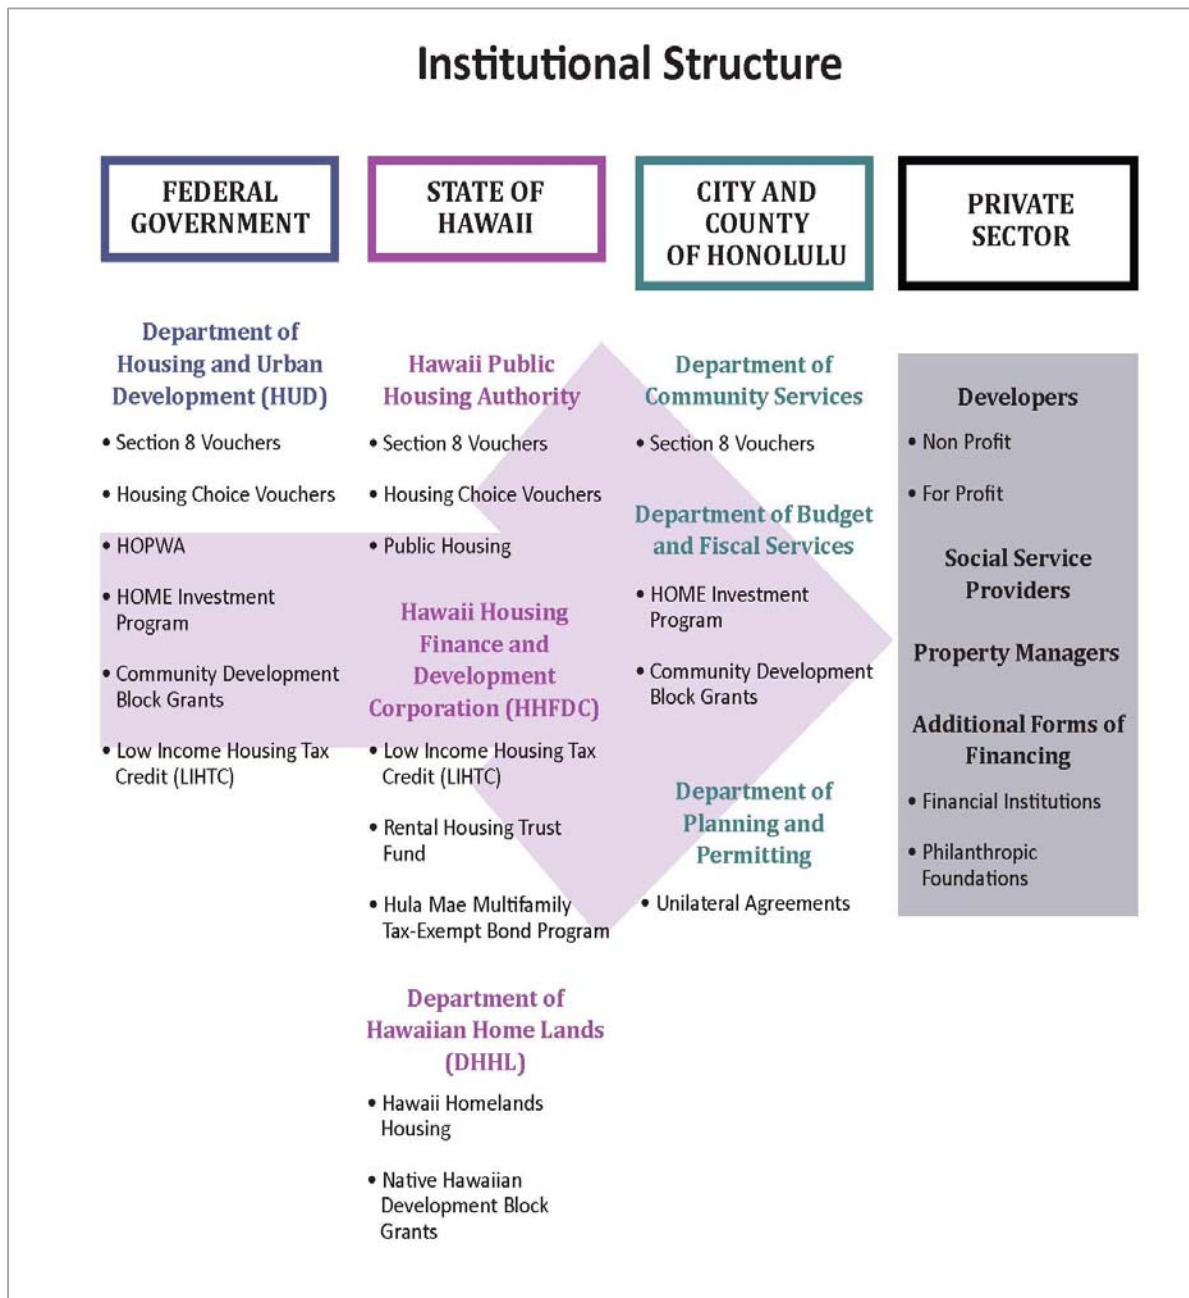 Institutional Structure
FEDERAL
GOVERNMENT
Department of
Housing and Urban
Development (HUD)
• Section 8 Vouchers
• Housing Choice Vouchers
• HOPWA
• HOME Investment
Program
• Community Development
Block Grants
• Low Income Housing Tax
Credit (LIHTC)
STATE OF
HAWAII
Hawaii Public
Housing Authority
• Section 8 Vouchers
• Housing Choice Vouchers
• Public Housing
Hawaii Housing
Finance and
Development
Corporation (HHFDC)
• Low Income Housing Tax
Credit (LIHTC)
• Rental Housing Trust
Fund
• Hula Mae Multifamily
Tax-Exempt Bond Program
Department of
Hawaiian Home Lands
(DHHL)
• Hawaii Homelands
Housing
• Native Hawaiian
Development Block
Grants
CITY AND
COUNTY
OF HONOLULU
Department of
Community Services
• Section 8 Vouchers
Department of Budget
and Fiscal Services
• HOME Investment
Program
• Community Development
Block Grants
Department of
Planning and
Permitting
• Unilateral Agreements
PRIVATE
SECTOR
Developers
• Non Profit
• For Profit
Social Service
Providers
Property Managers
Additional Forms of
Financing
• Financial Institutions
• Philanthropic
Foundations